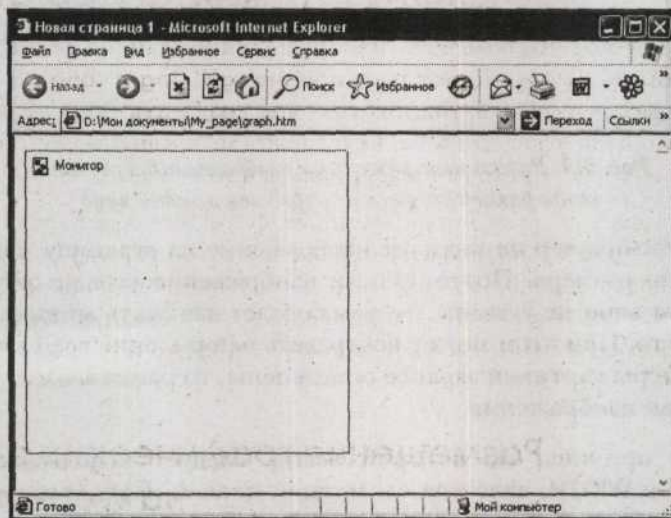 Новая страница 1 - Microsoft Internet Explorer
Файл Правка Вид Избранное Сервис Справка
Назад Поиск Избранное
Адрес: D:\Мои документы\My_page\graph.htm Переход Ссылки »
Монитор
Готово Мой компьютер